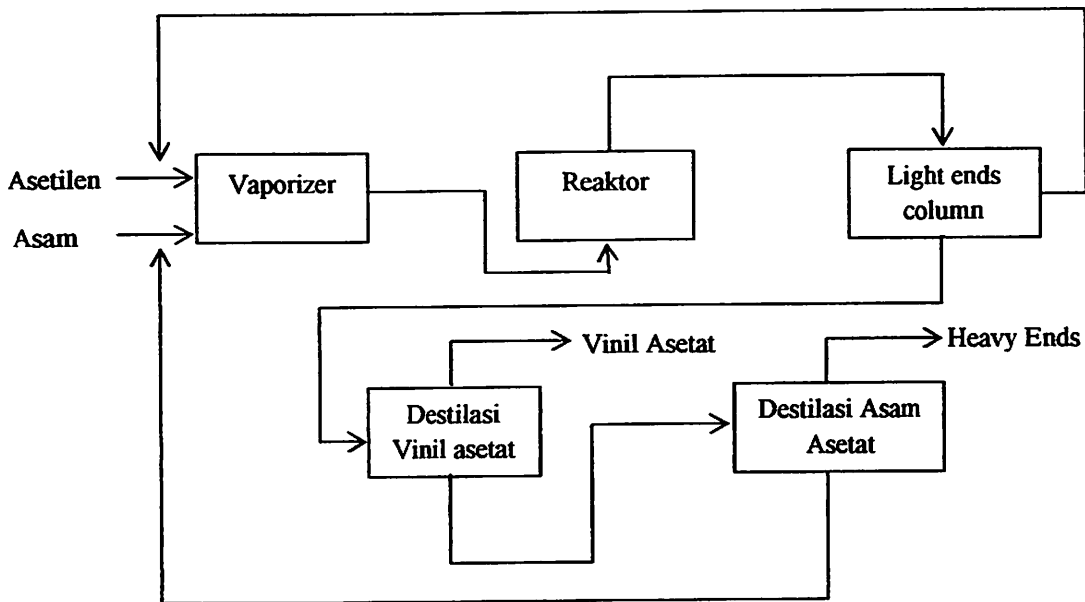 Asetilen
Asam
Vaporizer
Reaktor
Light ends
column
Vinil Asetat
Heavy Ends
Destilasi
Vinil asetat
Destilasi Asam
Asetat